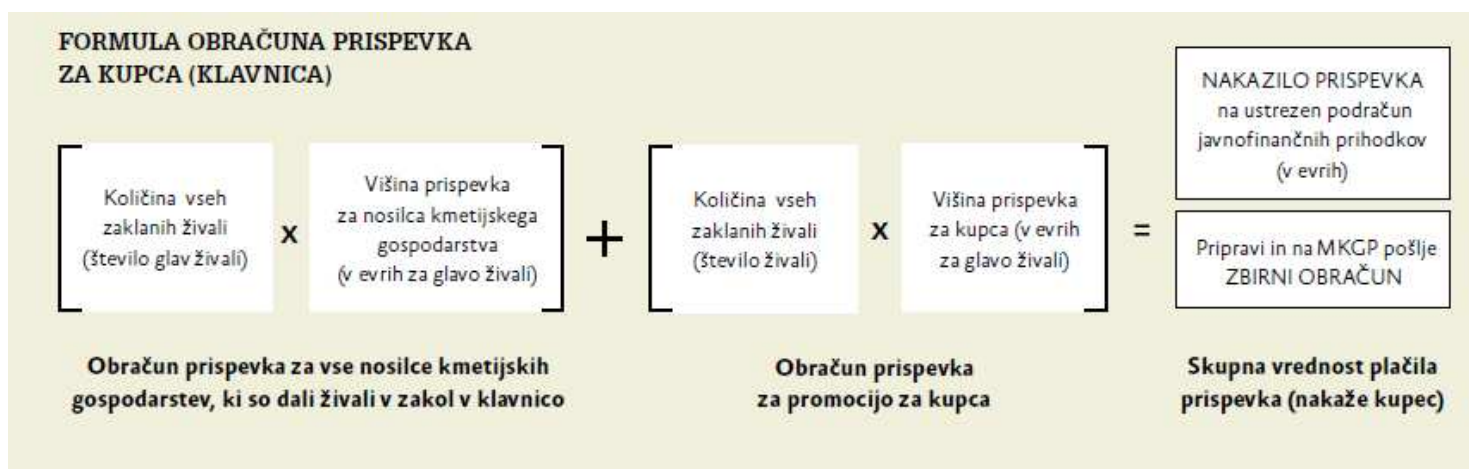 FORMULA OBRAČUNA PRISPEVKA
ZA KUPCA (KLAVNICA)
Količina vseh
zaklanih živali
(število glav živali)
x
Višina prispevka
za nosilca kmetijskega
gospodarstva
(v evrih za glavo živali)
+
Količina vseh
zaklanih živali
(število živali)
x
Višina prispevka
za kupca (v evrih
za glavo živali)
=
NAKAZILO PRISPEVKA
na ustrezen podračun
javnofinančnih prihodkov
(v evrih)
Pripravi in na MKGP pošlje
ZBIRNI OBRAČUN
Obračun prispevka za vse nosilce kmetijskih
gospodarstev, ki so dali živali v zakol v klavnico
Obračun prispevka
za promocijo za kupca
Skupna vrednost plačila
prispevka (nakaže kupec)